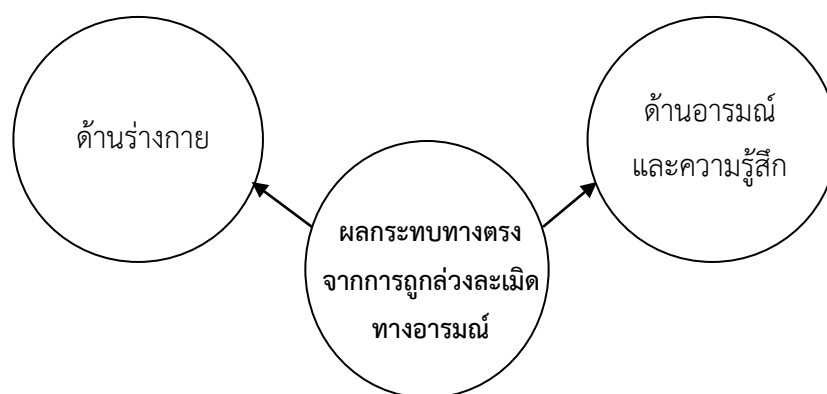 ด้านร่างกาย
ด้านอารมณ์
และความรู้สึก
ผลกระทบทางตรง
จากการถูกล่วงละเมิด
ทางอารมณ์